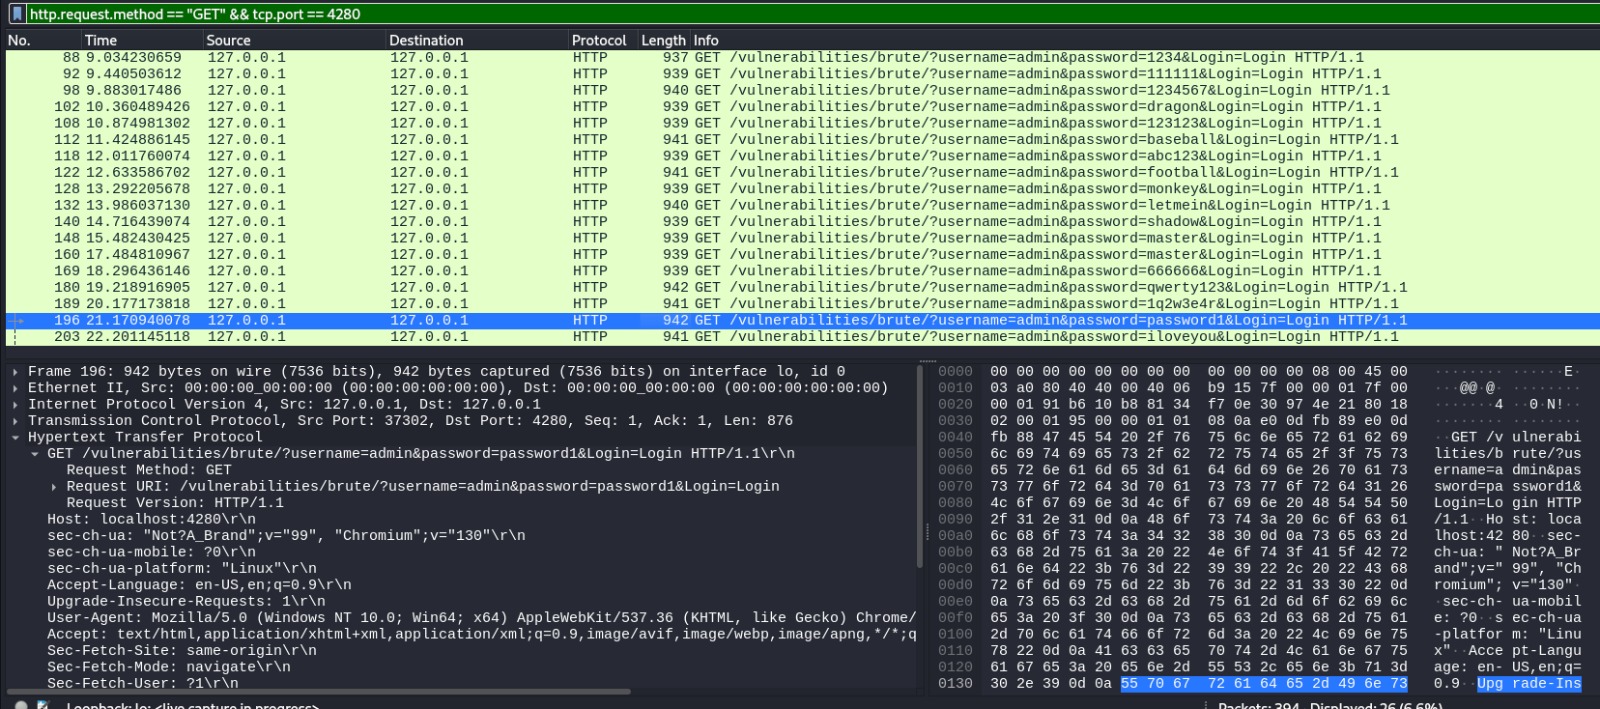 http.request.method == "GET" && tcp.port == 4280
No. Time Source Destination Protocol Length Info
88 9.034230659 127.0.0.1 127.0.0.1 HTTP 937 GET /vulnerabilities/brute/?username=admin&password=1234&Login=Login HTTP/1.1
92 9.440503612 127.0.0.1 127.0.0.1 HTTP 939 GET /vulnerabilities/brute/?username=admin&password=111111&Login=Login HTTP/1.1
98 9.883017486 127.0.0.1 127.0.0.1 HTTP 940 GET /vulnerabilities/brute/?username=admin&password=1234567&Login=Login HTTP/1.1
102 10.360489426 127.0.0.1 127.0.0.1 HTTP 939 GET /vulnerabilities/brute/?username=admin&password=dragon&Login=Login HTTP/1.1
108 10.874981302 127.0.0.1 127.0.0.1 HTTP 939 GET /vulnerabilities/brute/?username=admin&password=123123&Login=Login HTTP/1.1
112 11.424886145 127.0.0.1 127.0.0.1 HTTP 941 GET /vulnerabilities/brute/?username=admin&password=baseball&Login=Login HTTP/1.1
118 12.011760074 127.0.0.1 127.0.0.1 HTTP 939 GET /vulnerabilities/brute/?username=admin&password=abc123&Login=Login HTTP/1.1
122 12.633586702 127.0.0.1 127.0.0.1 HTTP 941 GET /vulnerabilities/brute/?username=admin&password=football&Login=Login HTTP/1.1
128 13.292205678 127.0.0.1 127.0.0.1 HTTP 939 GET /vulnerabilities/brute/?username=admin&password=monkey&Login=Login HTTP/1.1
132 13.986037130 127.0.0.1 127.0.0.1 HTTP 940 GET /vulnerabilities/brute/?username=admin&password=letmein&Login=Login HTTP/1.1
140 14.716439074 127.0.0.1 127.0.0.1 HTTP 939 GET /vulnerabilities/brute/?username=admin&password=shadow&Login=Login HTTP/1.1
148 15.482430425 127.0.0.1 127.0.0.1 HTTP 939 GET /vulnerabilities/brute/?username=admin&password=master&Login=Login HTTP/1.1
160 17.484810967 127.0.0.1 127.0.0.1 HTTP 939 GET /vulnerabilities/brute/?username=admin&password=master&Login=Login HTTP/1.1
169 18.296436146 127.0.0.1 127.0.0.1 HTTP 939 GET /vulnerabilities/brute/?username=admin&password=666666&Login=Login HTTP/1.1
180 19.218916905 127.0.0.1 127.0.0.1 HTTP 942 GET /vulnerabilities/brute/?username=admin&password=qwerty123&Login=Login HTTP/1.1
189 20.177173818 127.0.0.1 127.0.0.1 HTTP 941 GET /vulnerabilities/brute/?username=admin&password=1q2w3e4r&Login=Login HTTP/1.1
196 21.170940078 127.0.0.1 127.0.0.1 HTTP 942 GET /vulnerabilities/brute/?username=admin&password=password1&Login=Login HTTP/1.1
203 22.201145118 127.0.0.1 127.0.0.1 HTTP 941 GET /vulnerabilities/brute/?username=admin&password=iloveyou&Login=Login HTTP/1.1
Frame 196: 942 bytes on wire (7536 bits), 942 bytes captured (7536 bits) on interface lo, id 0
Ethernet II, Src: 00:00:00_00:00:00 (00:00:00:00:00:00), Dst: 00:00:00_00:00:00 (00:00:00:00:00:00)
Internet Protocol Version 4, Src: 127.0.0.1, Dst: 127.0.0.1
Transmission Control Protocol, Src Port: 37302, Dst Port: 4280, Seq: 1, Ack: 1, Len: 876
Hypertext Transfer Protocol
GET /vulnerabilities/brute/?username=admin&password=password1&Login=Login HTTP/1.1\r\n
Request Method: GET
Request URI: /vulnerabilities/brute/?username=admin&password=password1&Login=Login
Request Version: HTTP/1.1
Host: localhost:4280\r\n
sec-ch-ua: "Not?A_Brand";v="99", "Chromium";v="130"\r\n
sec-ch-ua-mobile: ?0\r\n
sec-ch-ua-platform: "Linux"\r\n
Accept-Language: en-US,en;q=0.9\r\n
Upgrade-Insecure-Requests: 1\r\n
User-Agent: Mozilla/5.0 (Windows NT 10.0; Win64; x64) AppleWebKit/537.36 (KHTML, like Gecko) Chrome/
Accept: text/html,application/xhtml+xml,application/xml;q=0.9,image/avif,image/webp,image/apng,*/*;q
Sec-Fetch-Site: same-origin\r\n
Sec-Fetch-Mode: navigate\r\n
Sec-Fetch-User: ?1\r\n
0000 00 00 00 00 00 00 00 00 00 00 00 00 08 00 45 00 ········ ······E·
0010 03 a0 80 40 40 00 40 06 b9 15 7f 00 00 01 7f 00 ···@@·@· ········
0020 00 01 91 b6 10 b8 81 34 f7 0e 30 97 4e 21 80 18 ·······4 ··0·N!··
0030 02 00 01 95 00 00 01 01 08 0a e0 0d fb 89 e0 0d ········ ········
0040 fb 88 47 45 54 20 2f 76 75 6c 6e 65 72 61 62 69 ··GET /v ulnerabi
0050 6c 69 74 69 65 73 2f 62 72 75 74 65 2f 3f 75 73 lities/b rute/?us
0060 65 72 6e 61 6d 65 3d 61 64 6d 69 6e 26 70 61 73 ername=a dmin&pas
0070 73 77 6f 72 64 3d 70 61 73 73 77 6f 72 64 31 26 sword=pa ssword1&
0080 4c 6f 67 69 6e 3d 4c 6f 67 69 6e 20 48 54 54 50 Login=Lo gin HTTP
0090 2f 31 2e 31 0d 0a 48 6f 73 74 3a 20 6c 6f 63 61 /1.1··Ho st: loca
00a0 6c 68 6f 73 74 3a 34 32 38 30 0d 0a 73 65 63 2d lhost:42 80··sec-
00b0 63 68 2d 75 61 3a 20 22 4e 6f 74 3f 41 5f 42 72 ch-ua: " Not?A_Br
00c0 61 6e 64 22 3b 76 3d 22 39 39 22 2c 20 22 43 68 and";v=" 99", "Ch
00d0 72 6f 6d 69 75 6d 22 3b 76 3d 22 31 33 30 22 0d romium"; v="130"·
00e0 0a 73 65 63 2d 63 68 2d 75 61 2d 6d 6f 62 69 6c ·sec-ch- ua-mobil
00f0 65 3a 20 3f 30 0d 0a 73 65 63 2d 63 68 2d 75 61 e: ?0··s ec-ch-ua
0100 2d 70 6c 61 74 66 6f 72 6d 3a 20 22 4c 69 6e 75 -platfor m: "Linu
0110 78 22 0d 0a 41 63 63 65 70 74 2d 4c 61 6e 67 75 x"··Acce pt-Langu
0120 61 67 65 3a 20 65 6e 2d 55 53 2c 65 6e 3b 71 3d age: en- US,en;q=
0130 30 2e 39 0d 0a 55 70 67 72 61 64 65 2d 49 6e 73 0.9··Upg rade-Ins
Loopback: lo: <live capture in progress> Packets: 394 · Displayed: 26 (6.6%)